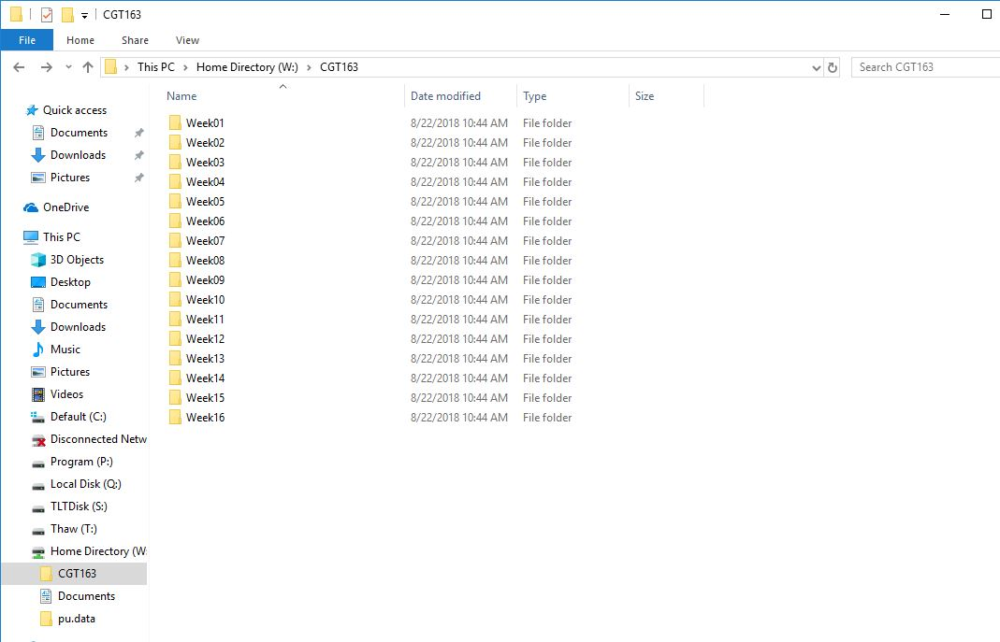 CGT163
File Home Share View
This PC > Home Directory (W:) > CGT163
Search CGT163
Quick access
Documents
Downloads
Pictures
OneDrive
This PC
3D Objects
Desktop
Documents
Downloads
Music
Pictures
Videos
Default (C:)
Disconnected Netw
Program (P:)
Local Disk (Q:)
TLTDisk (S:)
Thaw (T:)
Home Directory (W:
CGT163
Documents
pu.data
Name Date modified Type Size
Week01 8/22/2018 10:44 AM File folder
Week02 8/22/2018 10:44 AM File folder
Week03 8/22/2018 10:44 AM File folder
Week04 8/22/2018 10:44 AM File folder
Week05 8/22/2018 10:44 AM File folder
Week06 8/22/2018 10:44 AM File folder
Week07 8/22/2018 10:44 AM File folder
Week08 8/22/2018 10:44 AM File folder
Week09 8/22/2018 10:44 AM File folder
Week10 8/22/2018 10:44 AM File folder
Week11 8/22/2018 10:44 AM File folder
Week12 8/22/2018 10:44 AM File folder
Week13 8/22/2018 10:44 AM File folder
Week14 8/22/2018 10:44 AM File folder
Week15 8/22/2018 10:44 AM File folder
Week16 8/22/2018 10:44 AM File folder